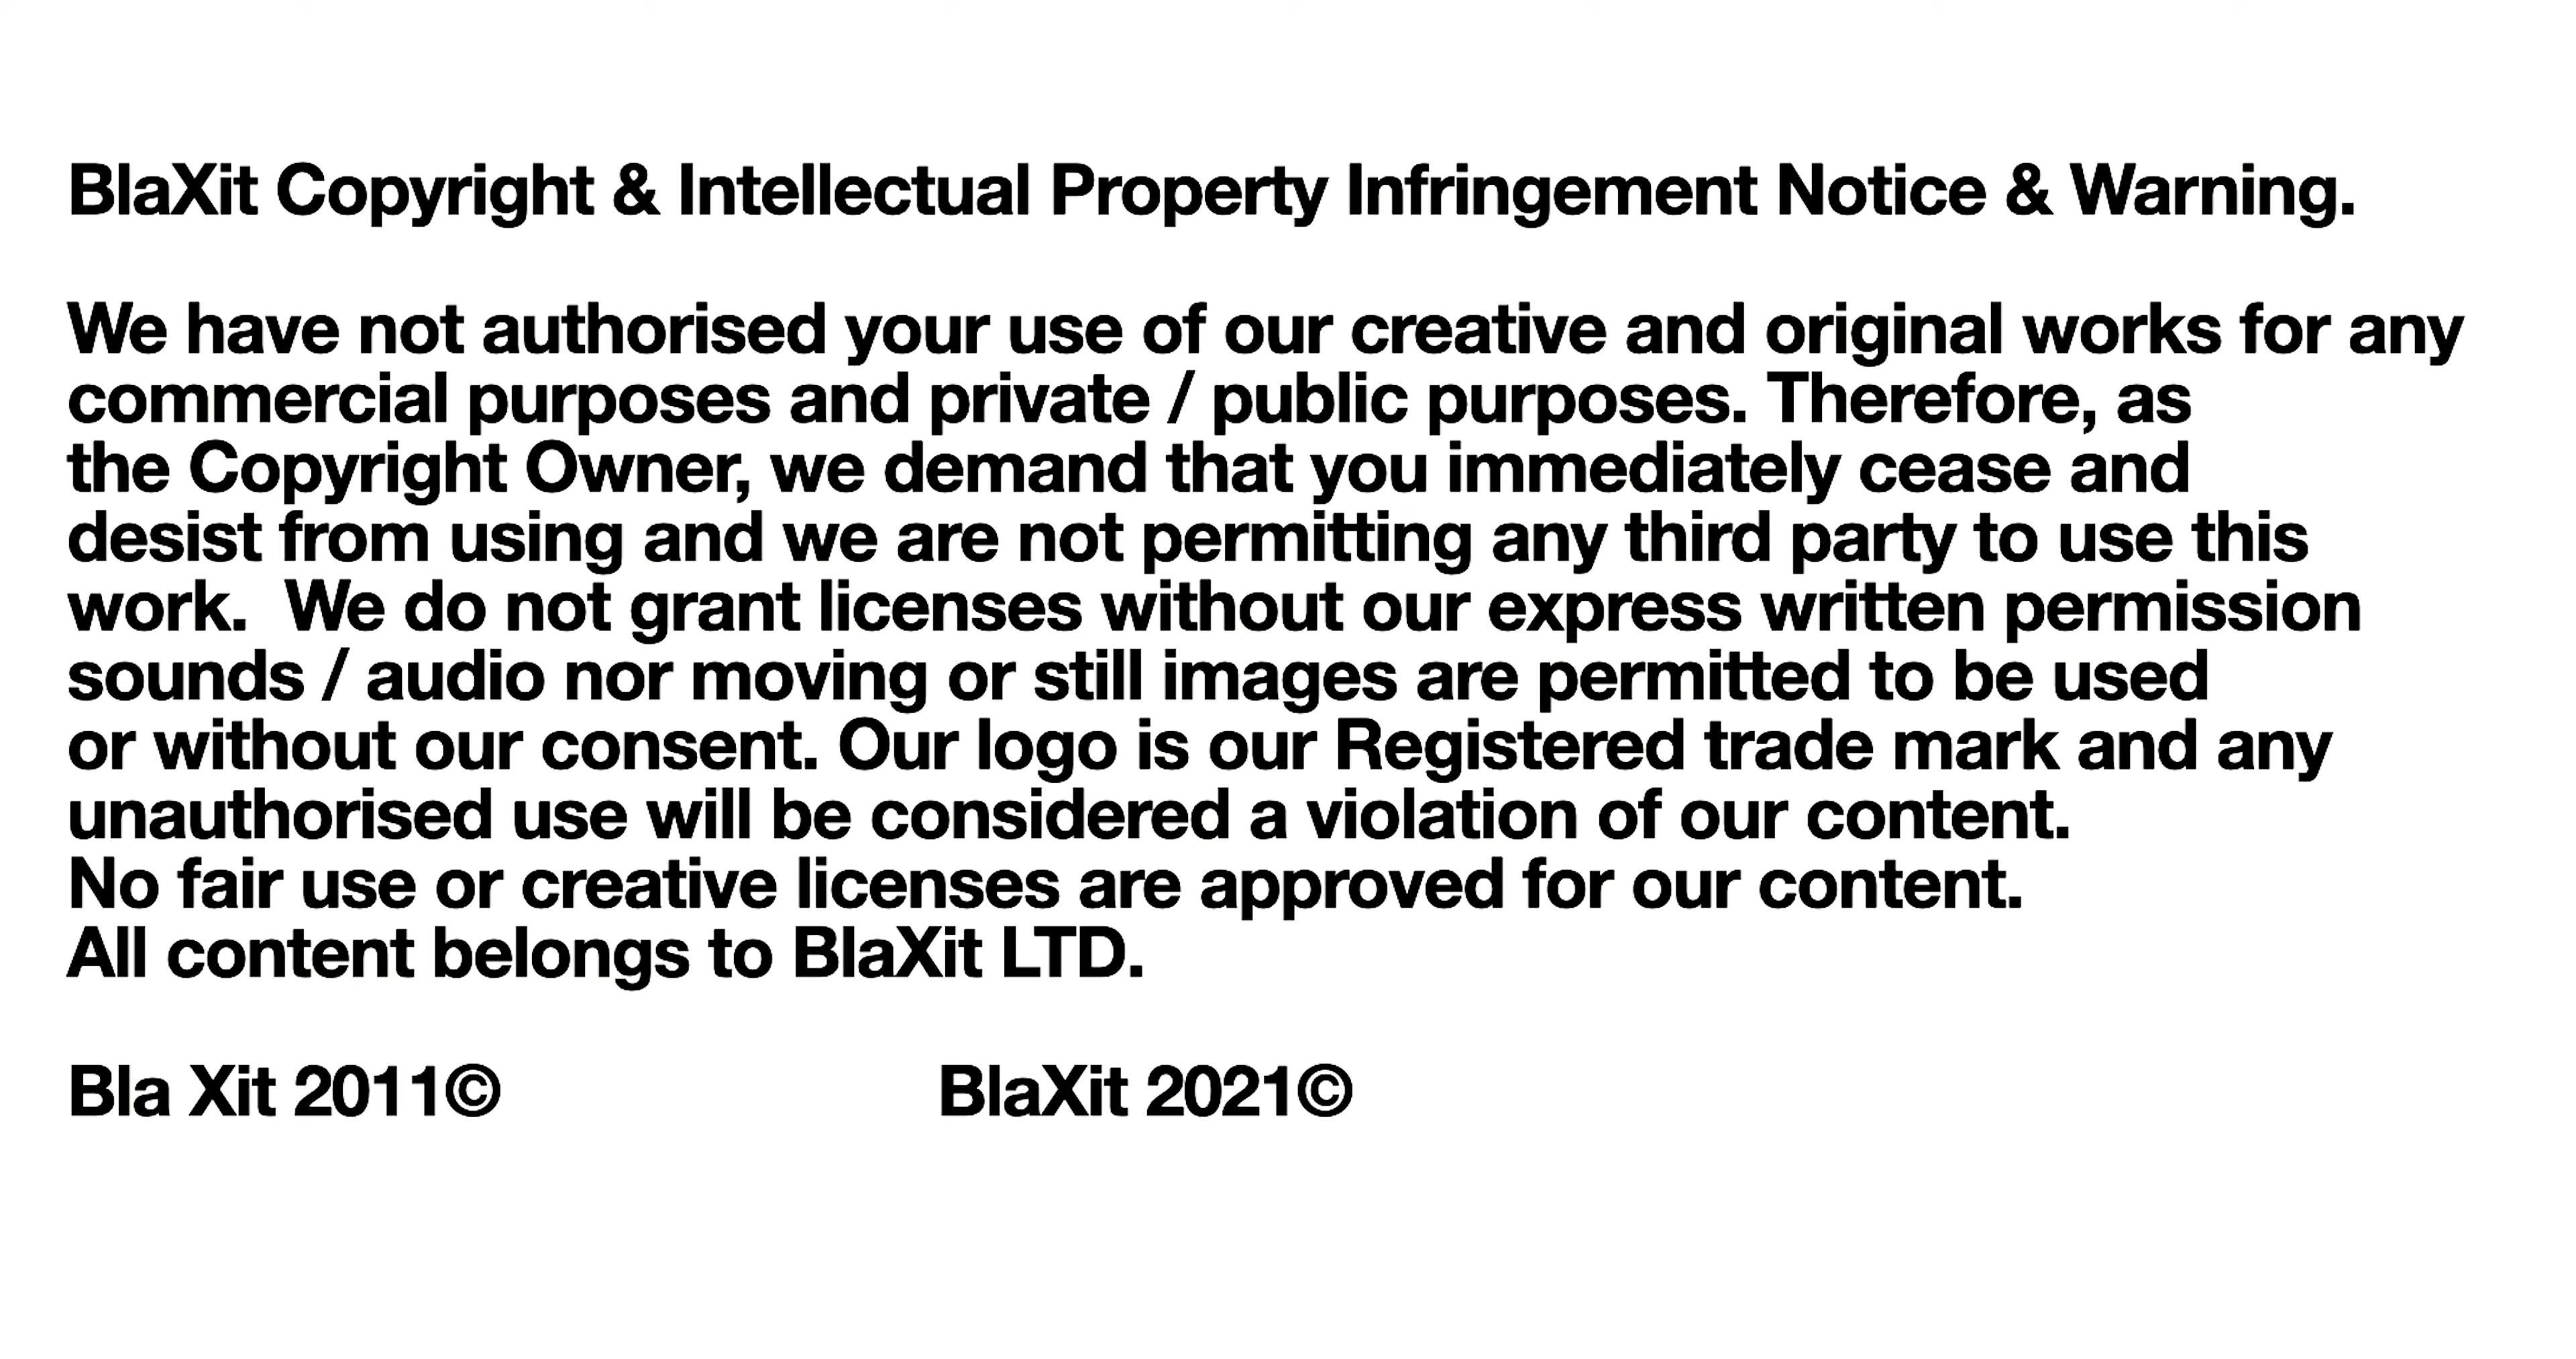 BlaXit Copyright & Intellectual Property Infringement Notice & Warning.
We have not authorised your use of our creative and original works for any
commercial purposes and private / public purposes. Therefore, as
the Copyright Owner, we demand that you immediately cease and
desist from using and we are not permitting any third party to use this
work.  We do not grant licenses without our express written permission
sounds / audio nor moving or still images are permitted to be used
or without our consent. Our logo is our Registered trade mark and any
unauthorised use will be considered a violation of our content.
No fair use or creative licenses are approved for our content.
All content belongs to BlaXit LTD.
Bla Xit 2011© BlaXit 2021©